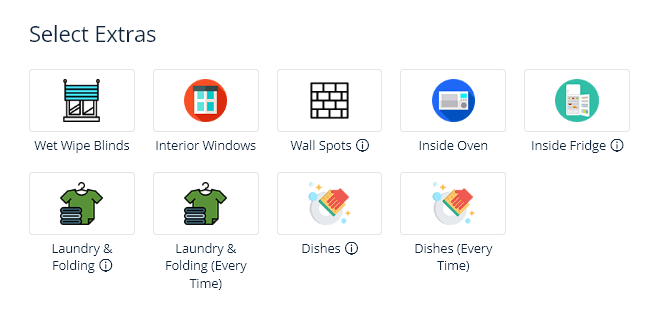 Select Extras
Wet Wipe Blinds
Interior Windows
Wall Spots
Inside Oven
Inside Fridge
Laundry &
Folding
Laundry &
Folding (Every
Time)
Dishes
Dishes (Every
Time)